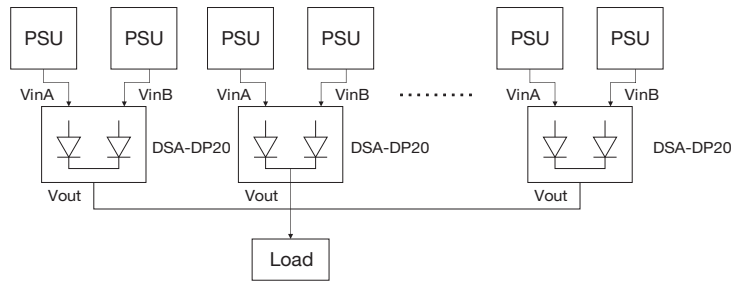 PSU PSU PSU PSU PSU PSU
VinA VinB VinA VinB ......... VinA VinB
DSA-DP20 DSA-DP20 DSA-DP20
Vout Vout Vout
Load